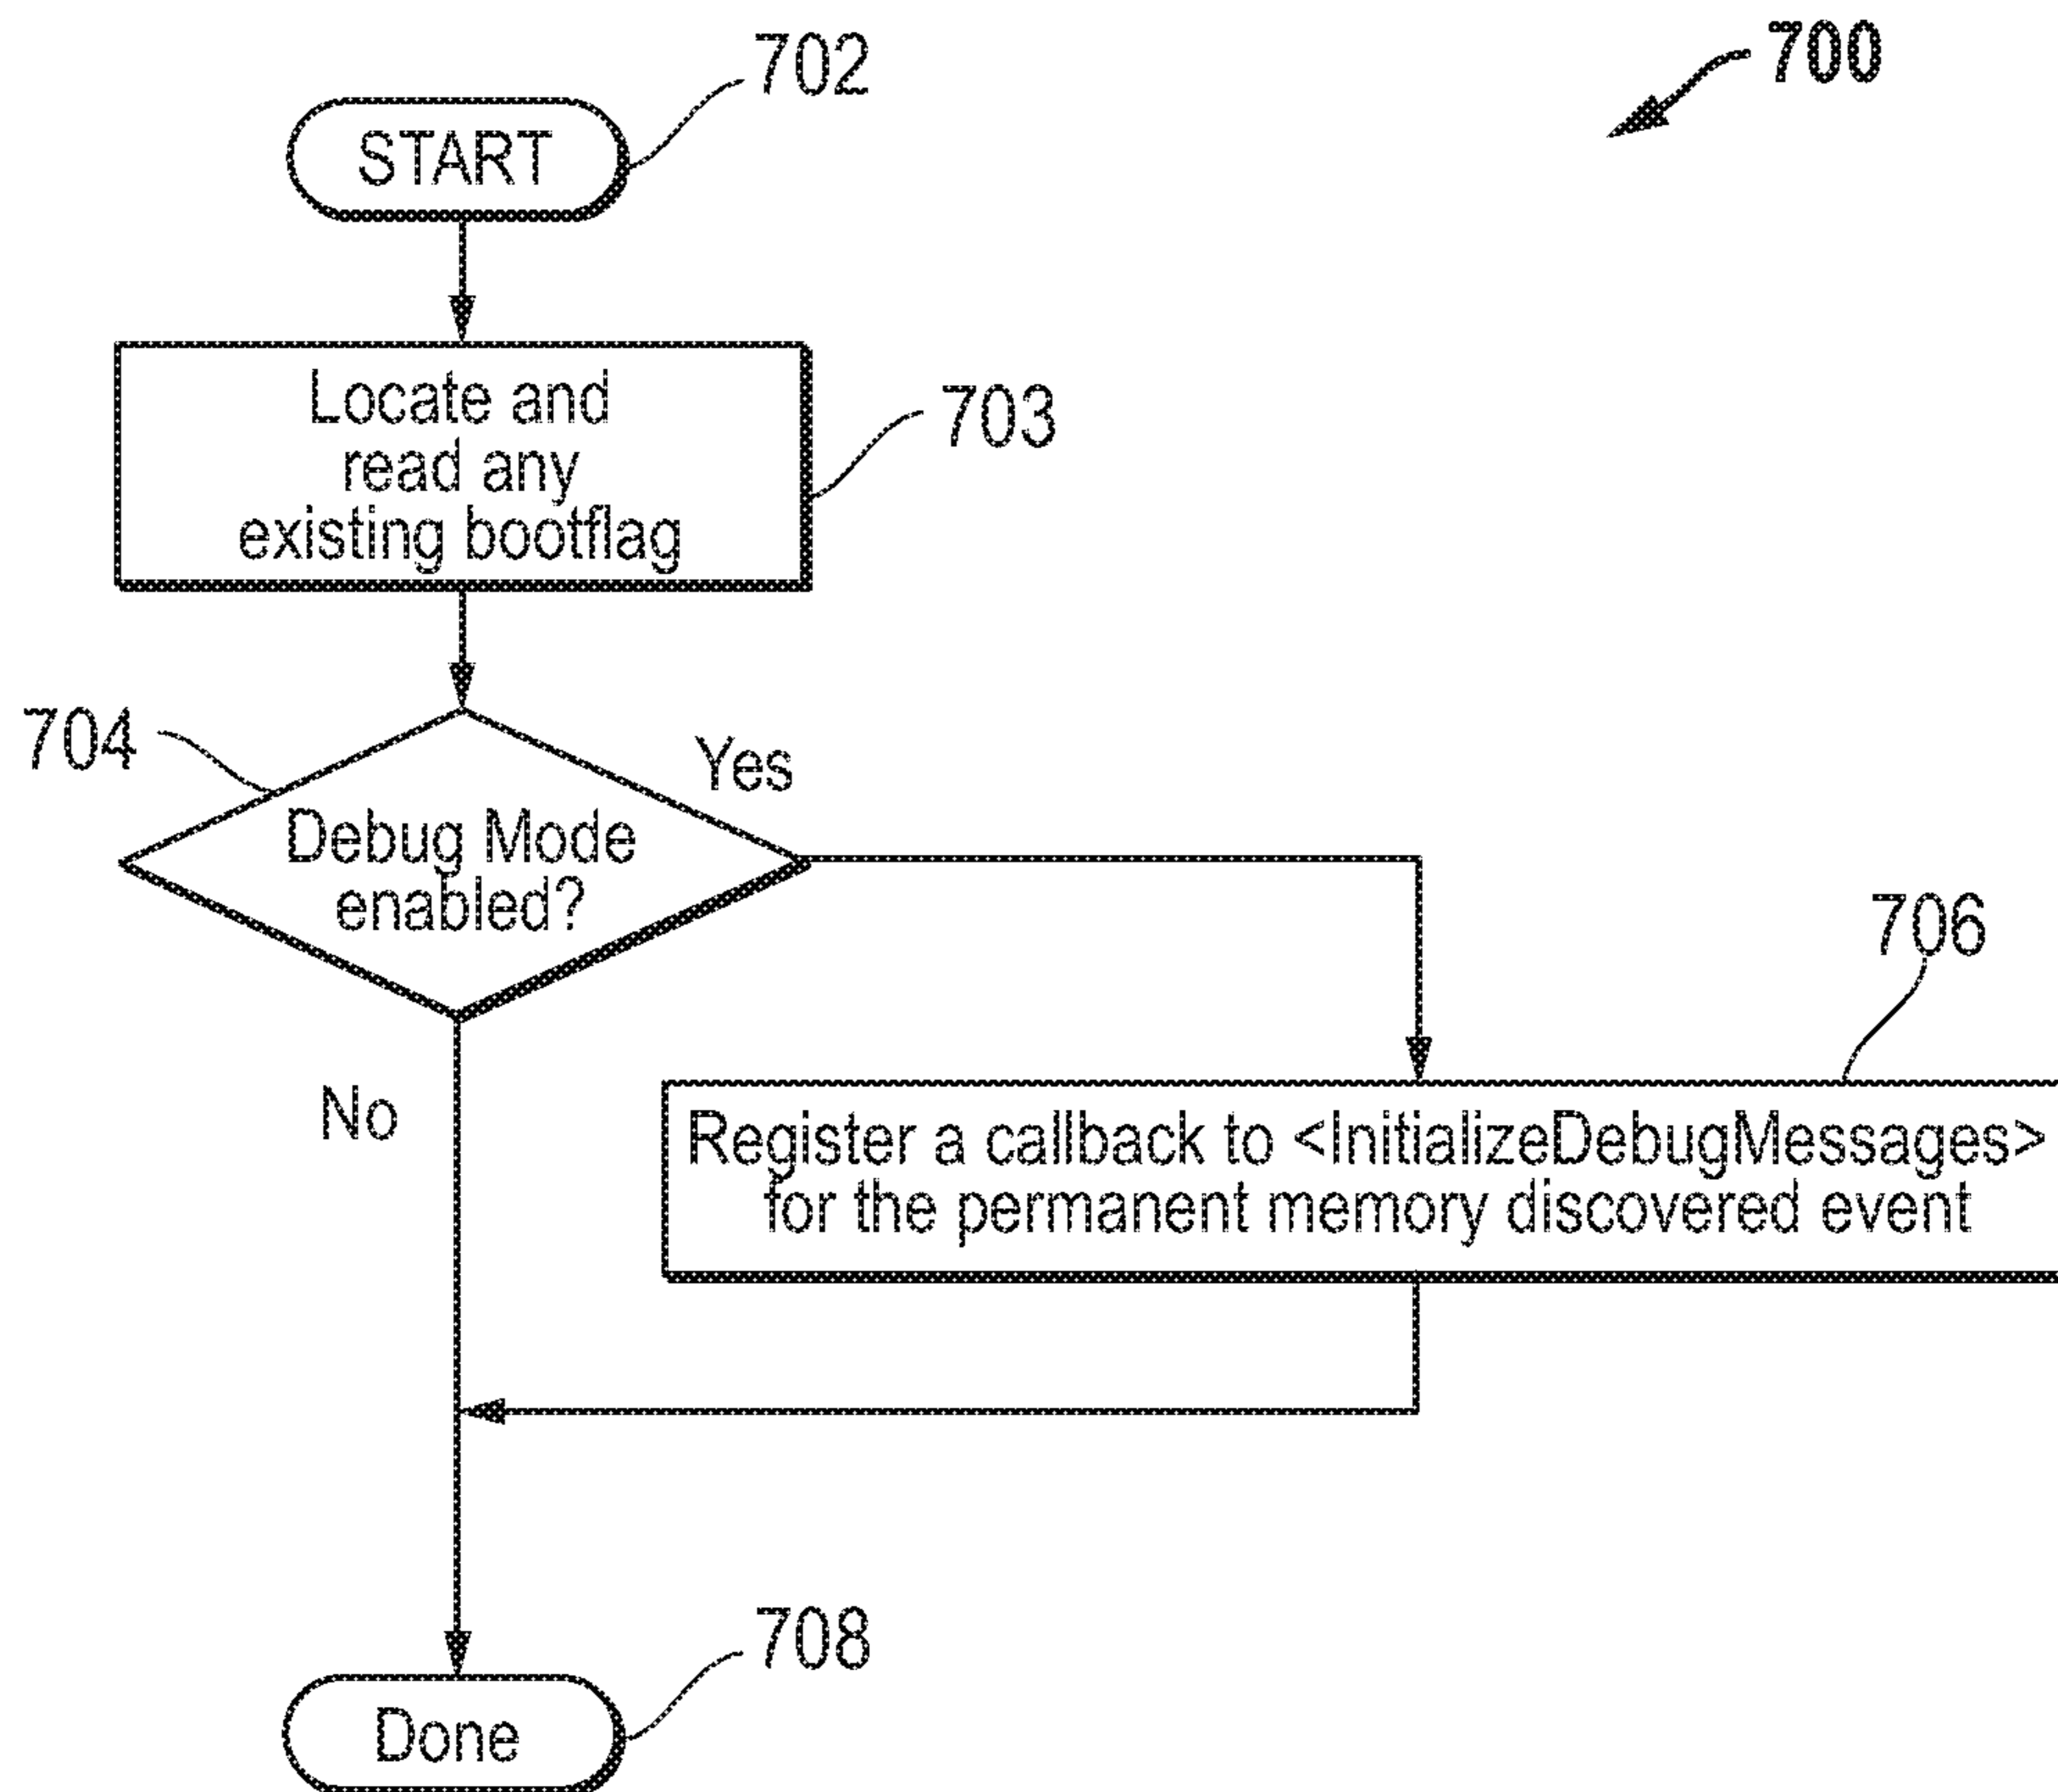 700
702
START
Locate and
read any
existing bootflag
703
704
Yes
Debug Mode
enabled?
706
No
Register a callback to <InitializeDebugMessages>
for the permanent memory discovered event
708
Done